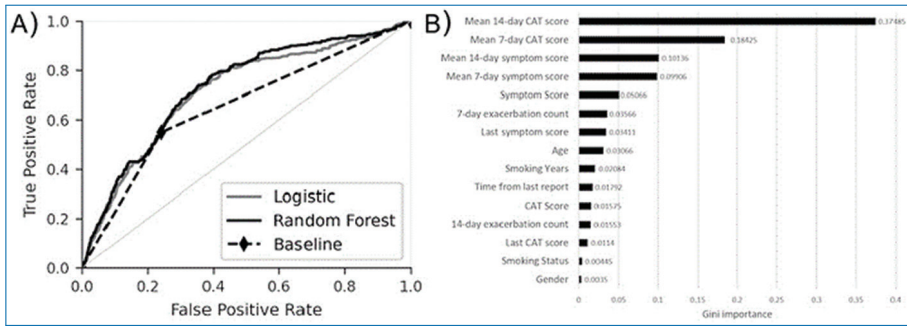 A)
1.0
0.8
0.6
0.4
0.2
0.0
True Positive Rate
Logistic
Random Forest
Baseline
0.0 0.2 0.4 0.6 0.8 1.0
False Positive Rate
B)
Mean 14-day CAT score 0.37485
Mean 7-day CAT score 0.18425
Mean 14-day symptom score 0.10136
Mean 7-day symptom score 0.09906
Symptom Score 0.05066
7-day exacerbation count 0.03566
Last symptom score 0.03411
Age 0.03066
Smoking Years 0.02084
Time from last report 0.01792
CAT Score 0.01575
14-day exacerbation count 0.01553
Last CAT score 0.0114
Smoking Status 0.00445
Gender 0.0035
0 0.05 0.1 0.15 0.2 0.25 0.3 0.35 0.4
Gini importance